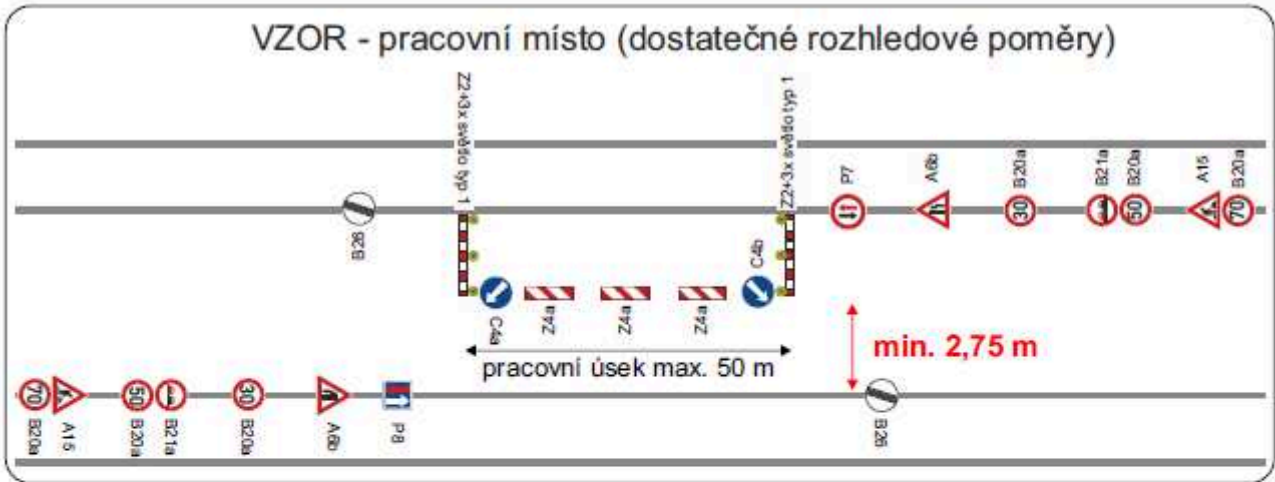 VZOR - pracovní místo (dostatečné rozhledové poměry)
Z2+3x světlo typ 1
Z2+3x světlo typ 1
P7
A6b
B20a
B21a
B20a
A15
B20a
30
50
70
B26
C4a
Z4a
Z4a
Z4a
C4b
pracovní úsek max. 50 m
min. 2,75 m
70
50
30
B20a
A15
B20a
B21a
B20a
A6b
P8
B26